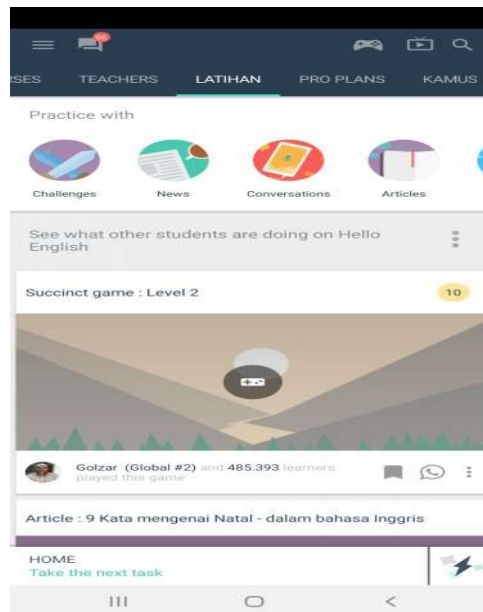 SES TEACHERS LATIHAN PRO PLANS KAMUS
Practice with
Challenges News Conversations Articles
See what other students are doing on Hello
English
Succinct game : Level 2 10
Golzar (Global #2) and 485.393 learners
played this game
Article : 9 Kata mengenai Natal - dalam bahasa Inggris
HOME
Take the next task